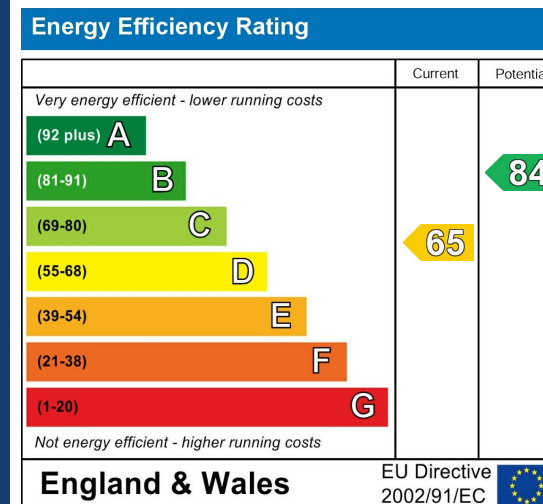 Energy Efficiency Rating
Current Potentia
Very energy efficient - lower running costs
(92 plus) A
(81-91) B
84
(69-80) C
65
(55-68) D
(39-54) E
(21-38) F
(1-20) G
Not energy efficient - higher running costs
England & Wales
EU Directive
2002/91/EC